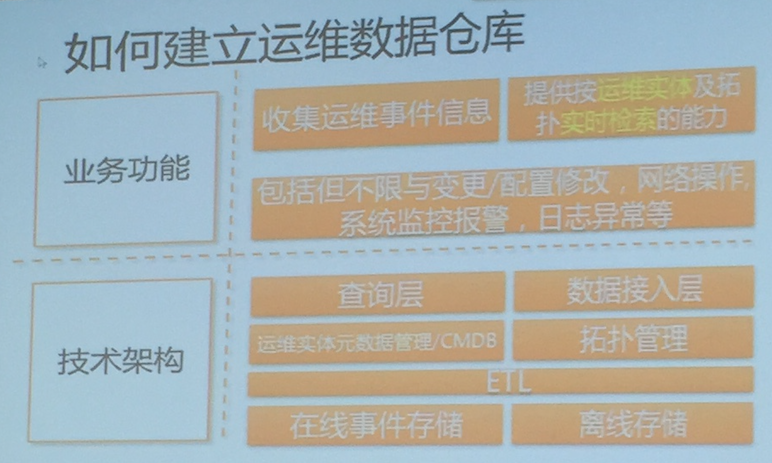 如何建立运维数据仓库
业务功能
收集运维事件信息
提供按运维实体及拓
扑实时检索的能力
包括但不限与变更/配置修改，网络操作,
系统监控报警，日志异常等
技术架构
查询层
数据接入层
运维实体元数据管理/CMDB
拓扑管理
ETL
在线事件存储
离线存储